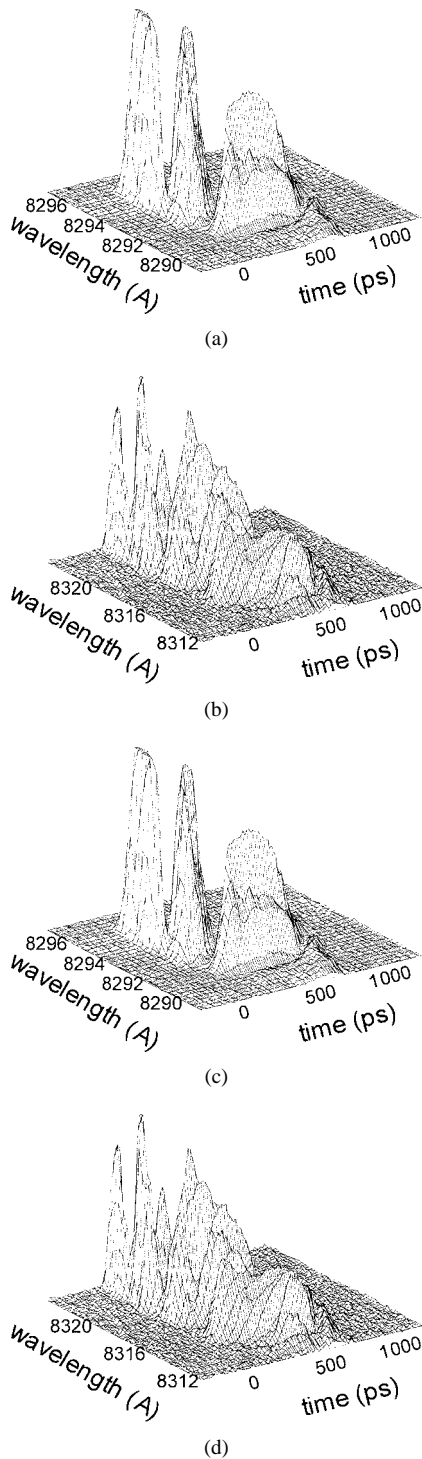 8296
8294
8292
8290
wavelength (A)
0
500
1000
time (ps)
(a)
8320
8316
8312
wavelength (A)
0
500
1000
time (ps)
(b)
8296
8294
8292
8290
wavelength (A)
0
500
1000
time (ps)
(c)
8320
8316
8312
wavelength (A)
0
500
1000
time (ps)
(d)